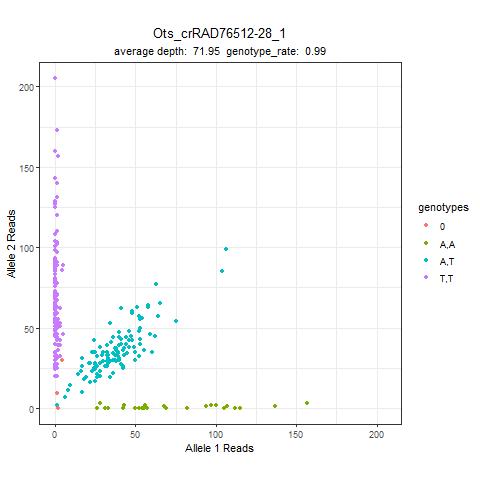 Ots_crRAD76512-28_1
average depth: 71.95 genotype_rate: 0.99
200
150
100
50
0
Allele 2 Reads
0 50 100 150 200
Allele 1 Reads
genotypes
0
A,A
A,T
T,T